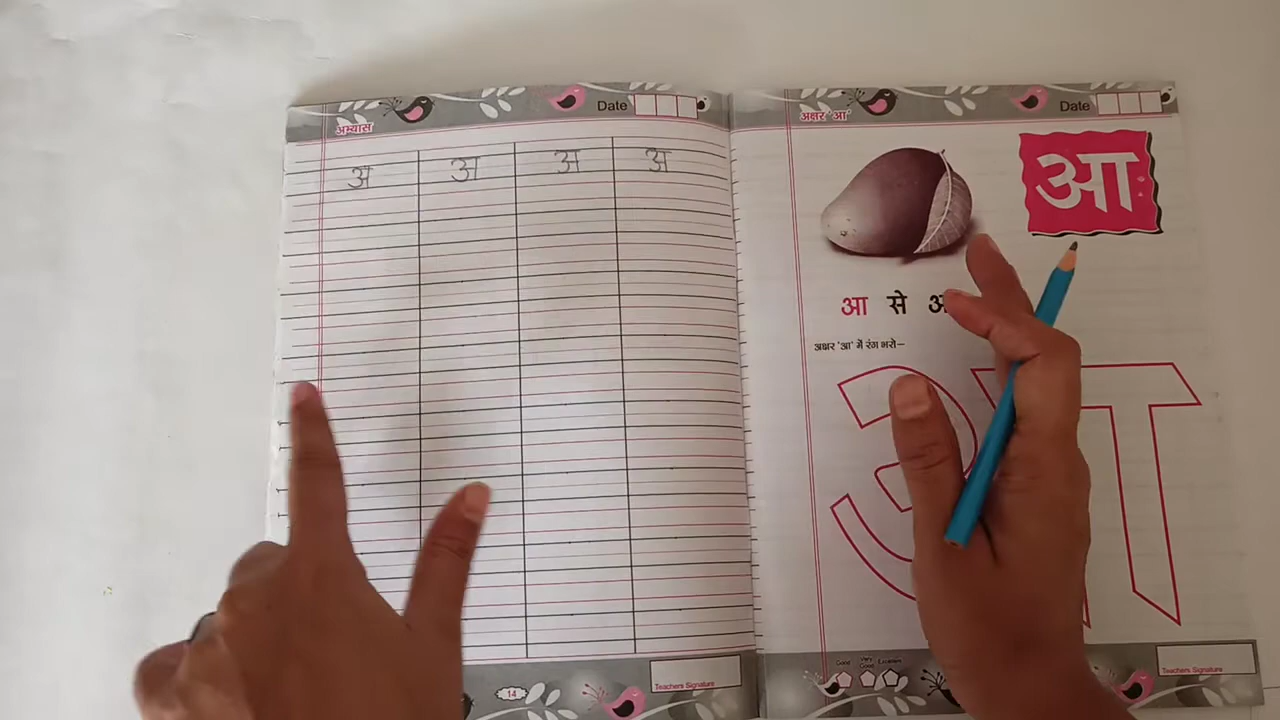 Date
अभ्यास
अ अ अ अ
14
Teachers Signature
Date
अक्षर 'आ'
आ
आ से
अक्षर 'आ' में रंग भरो–
आ
Good Very Good Excellent
Teachers Signature